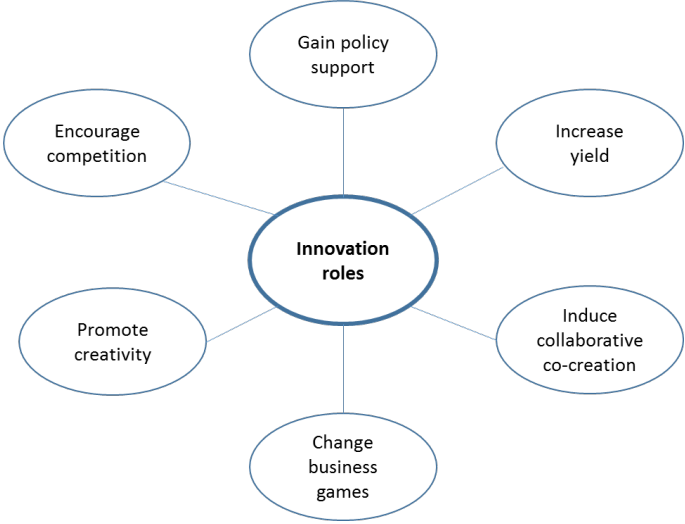 Gain policy
support
Encourage
competition
Increase
yield
Innovation
roles
Promote
creativity
Induce
collaborative
co-creation
Change
business
games